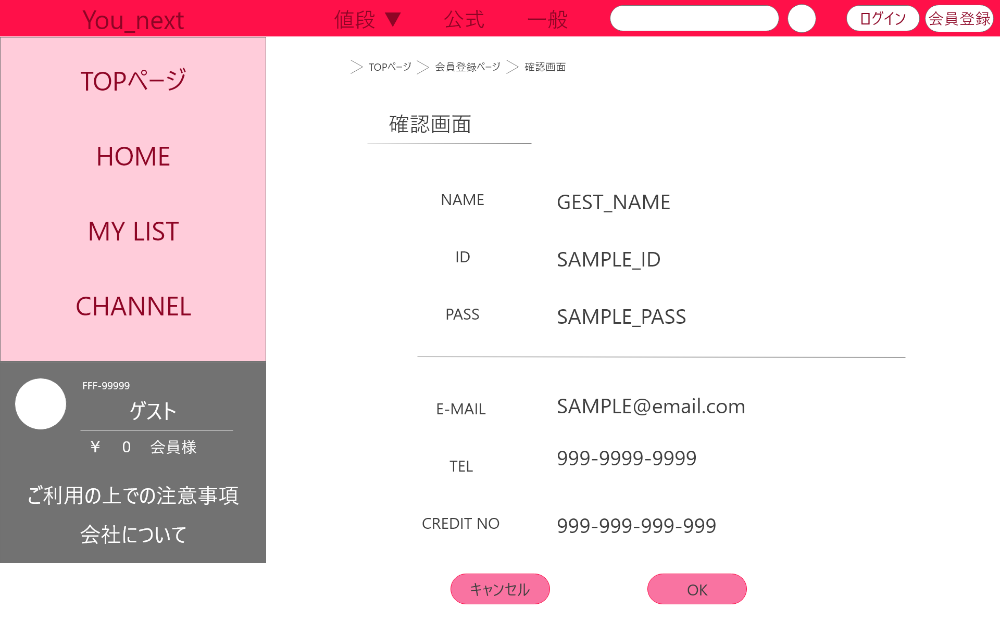 You_next 値段 ▼ 公式 一般 ログイン 会員登録
TOPページ
HOME
MY LIST
CHANNEL
FFF-99999
ゲスト
¥ 0 会員様
ご利用の上での注意事項
会社について
＞ TOPページ ＞ 会員登録ページ ＞ 確認画面
確認画面
NAME GEST_NAME
ID SAMPLE_ID
PASS SAMPLE_PASS
E-MAIL SAMPLE@email.com
TEL 999-9999-9999
CREDIT NO 999-999-999-999
キャンセル OK